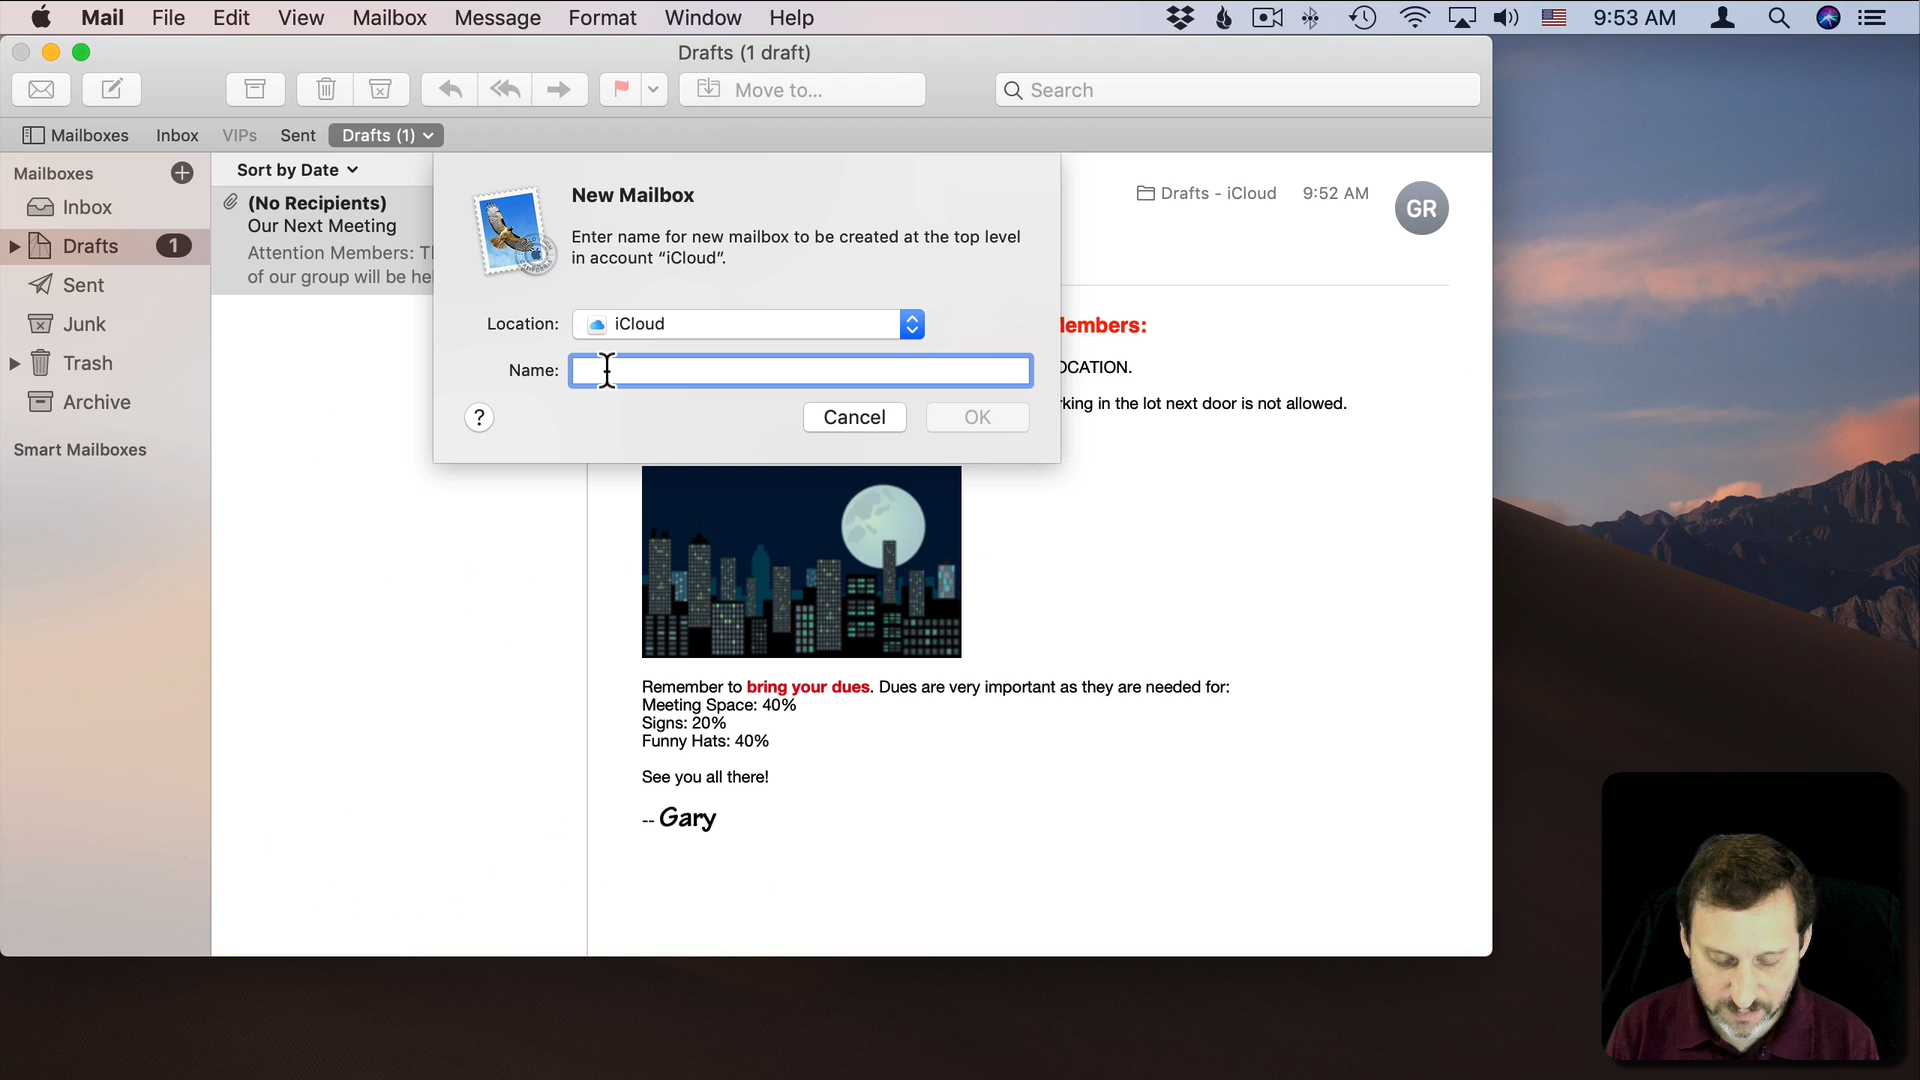 Mail File Edit View Mailbox Message Format Window Help 9:53 AM
Drafts (1 draft)
Move to...
Search
Mailboxes Inbox VIPs Sent Drafts (1)
Mailboxes
Inbox
Drafts 1
Sent
Junk
Trash
Archive
Smart Mailboxes
Sort by Date
(No Recipients)
Our Next Meeting
Attention Members:
of our group will be
New Mailbox
Enter name for new mailbox to be created at the top level
in account “iCloud”.
Location: iCloud
Name:
? Cancel OK
Drafts - iCloud 9:52 AM
GR
embers:
OCATION.
rking in the lot next door is not allowed.
Remember to bring your dues. Dues are very important as they are needed for:
Meeting Space: 40%
Signs: 20%
Funny Hats: 40%
See you all there!
-- Gary